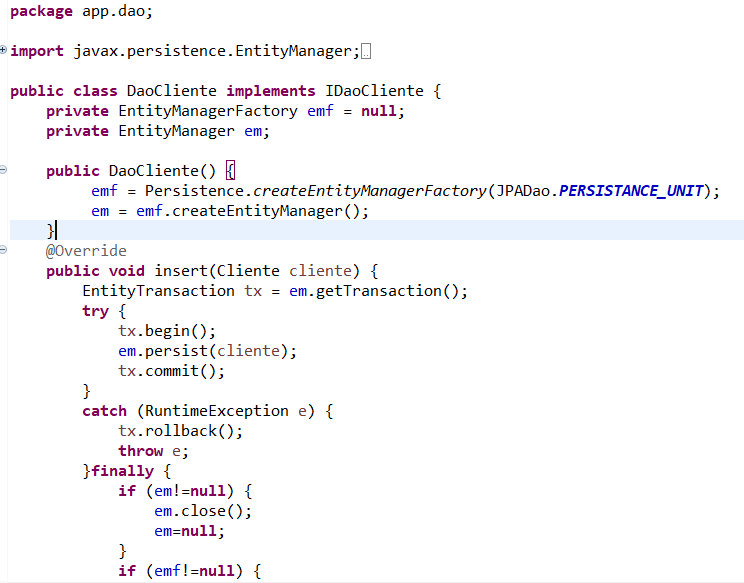 package app.dao;
import javax.persistence.EntityManager;
public class DaoCliente implements IDaoCliente {
    private EntityManagerFactory emf = null;
    private EntityManager em;
    public DaoCliente() {
         emf = Persistence.createEntityManagerFactory(JPADao.PERSISTANCE_UNIT);
         em = emf.createEntityManager();
    }
    @Override
    public void insert(Cliente cliente) {
        EntityTransaction tx = em.getTransaction();
        try {
            tx.begin();
            em.persist(cliente);
            tx.commit();
        }
        catch (RuntimeException e) {
            tx.rollback();
            throw e;
        }finally {
            if (em!=null) {
                em.close();
                em=null;
            }
            if (emf!=null) {